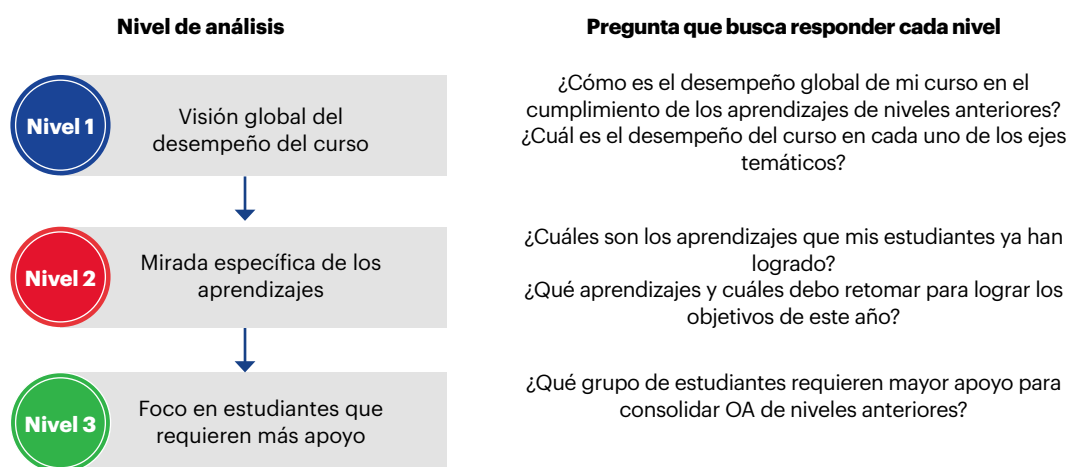 Nivel de análisis
Pregunta que busca responder cada nivel
Nivel 1
Visión global del
desempeño del curso
¿Cómo es el desempeño global de mi curso en el
cumplimiento de los aprendizajes de niveles anteriores?
¿Cuál es el desempeño del curso en cada uno de los ejes
temáticos?
Nivel 2
Mirada específica de los
aprendizajes
¿Cuáles son los aprendizajes que mis estudiantes ya han
logrado?
¿Qué aprendizajes y cuáles debo retomar para lograr los
objetivos de este año?
Nivel 3
Foco en estudiantes que
requieren más apoyo
¿Qué grupo de estudiantes requieren mayor apoyo para
consolidar OA de niveles anteriores?